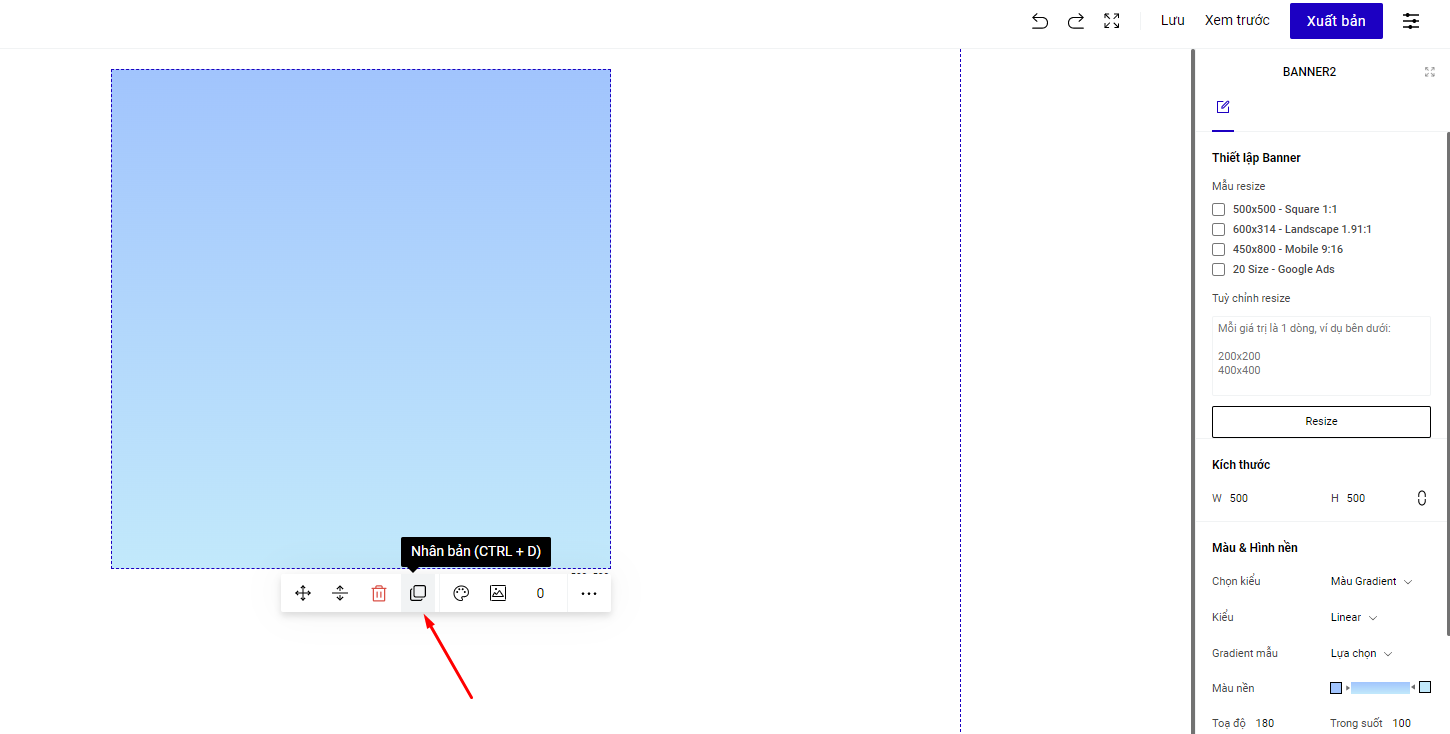 Lưu Xem trước Xuất bản
BANNER2
Thiết lập Banner
Mẫu resize
500x500 - Square 1:1
600x314 - Landscape 1.91:1
450x800 - Mobile 9:16
20 Size - Google Ads
Tuỳ chỉnh resize
Mỗi giá trị là 1 dòng, ví dụ bên dưới:
200x200
400x400
Resize
Kích thước
W 500 H 500
Màu & Hình nền
Chọn kiểu Màu Gradient
Kiểu Linear
Gradient mẫu Lựa chọn
Màu nền
Toạ độ 180 Trong suốt 100
Nhân bản (CTRL + D)
0